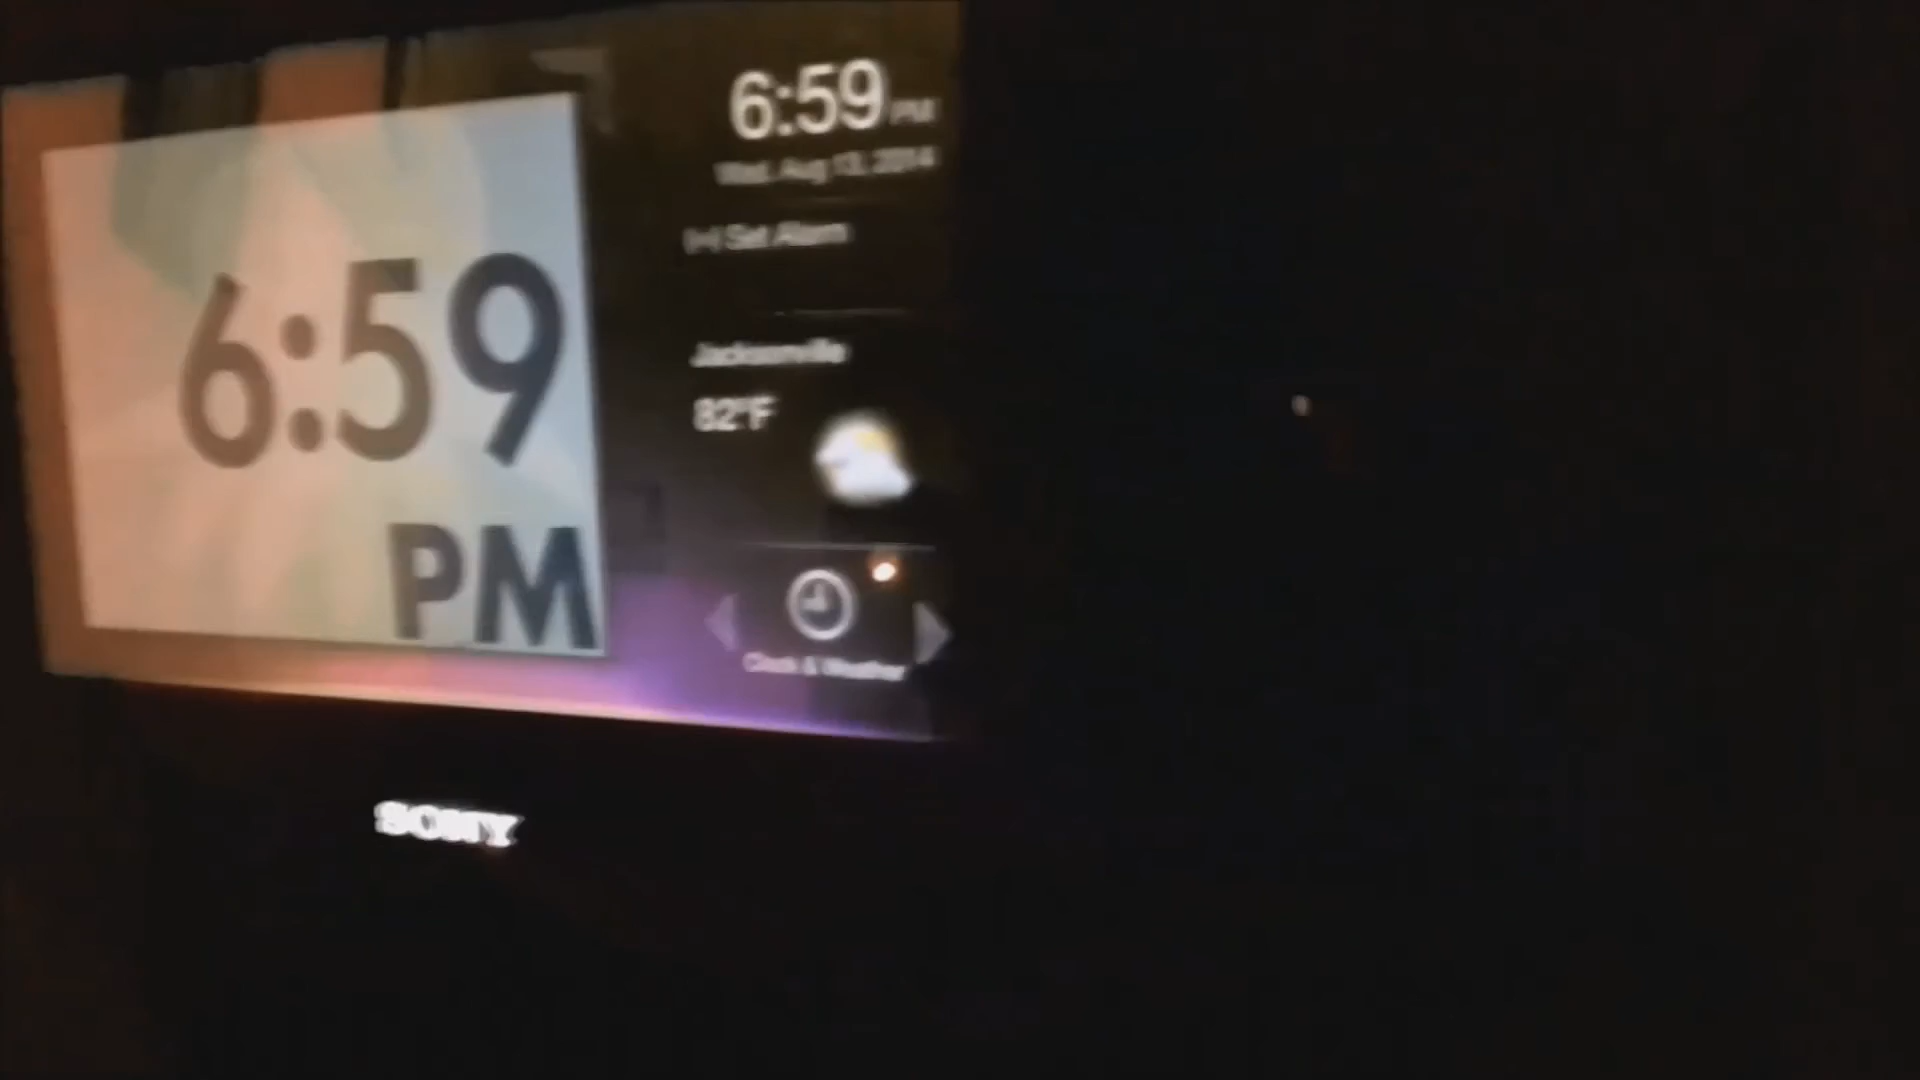 6:59
PM
6:59 PM
Wed, Aug 13, 2014
Set Alarm
Jacksonville
82°F
Clock & Weather
SONY